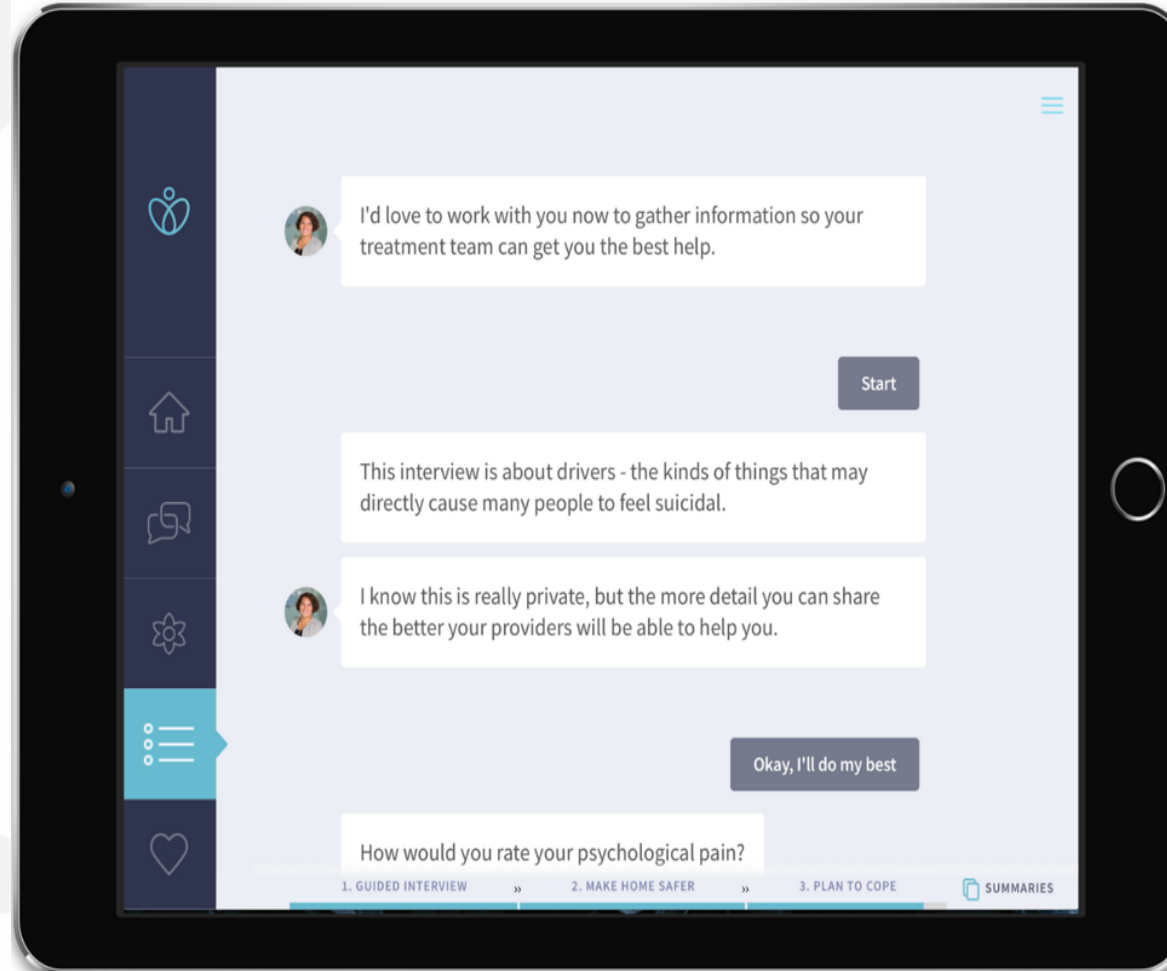 I'd love to work with you now to gather information so your
treatment team can get you the best help.
Start
This interview is about drivers - the kinds of things that may
directly cause many people to feel suicidal.
I know this is really private, but the more detail you can share
the better your providers will be able to help you.
Okay, I'll do my best
How would you rate your psychological pain?
1. GUIDED INTERVIEW » 2. MAKE HOME SAFER » 3. PLAN TO COPE SUMMARIES